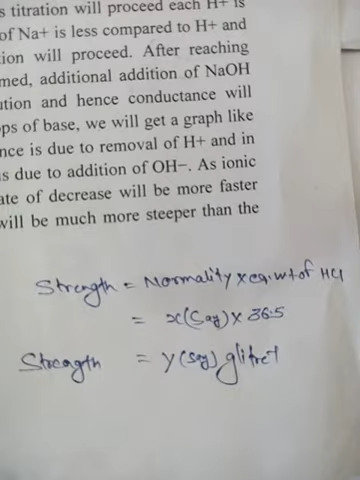 s titration will proceed each H+ is
of Na+ is less compared to H+ and
tion will proceed. After reaching
med, additional addition of NaOH
ution and hence conductance will
ops of base, we will get a graph like
nce is due to removal of H+ and in
s due to addition of OH−. As ionic
ate of decrease will be more faster
will be much more steeper than the
Strength = Normality x eq. wt of HCl
= x (Say) x 36.5
Strength = y (say) g/litre